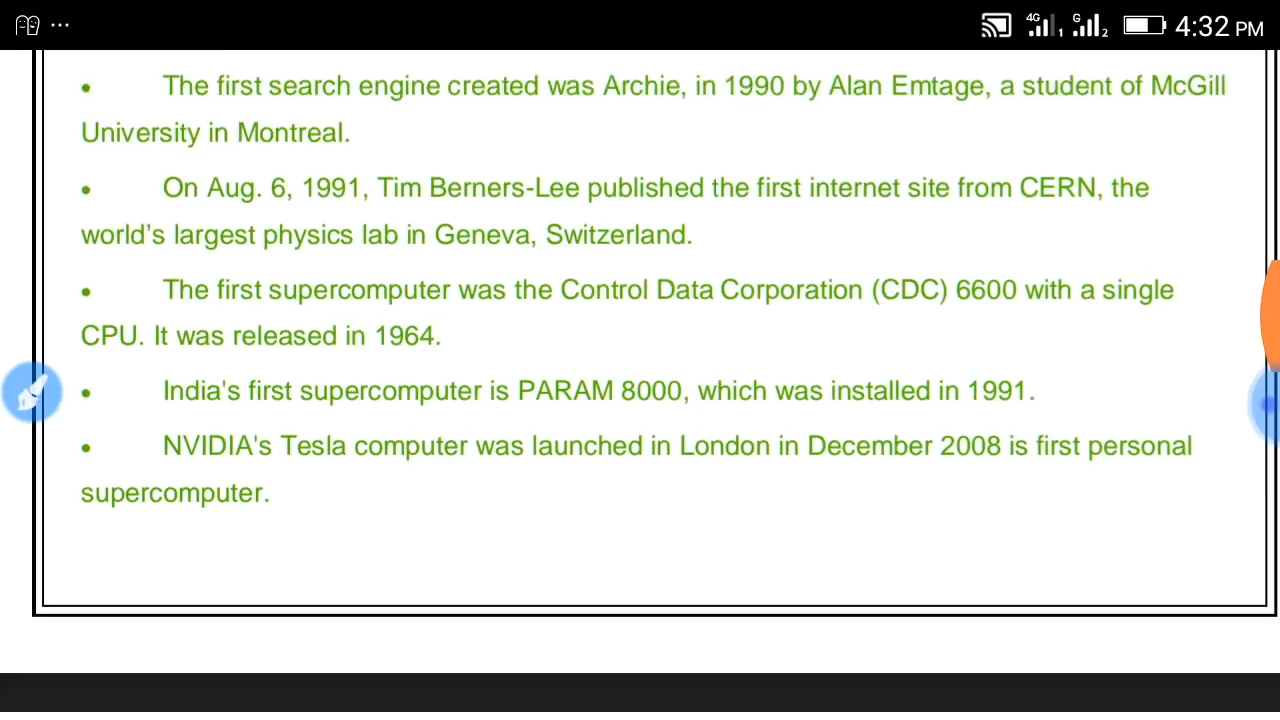 ... 4G 1 G 2 4:32 PM
• The first search engine created was Archie, in 1990 by Alan Emtage, a student of McGill
University in Montreal.
• On Aug. 6, 1991, Tim Berners-Lee published the first internet site from CERN, the
world’s largest physics lab in Geneva, Switzerland.
• The first supercomputer was the Control Data Corporation (CDC) 6600 with a single
CPU. It was released in 1964.
• India's first supercomputer is PARAM 8000, which was installed in 1991.
• NVIDIA's Tesla computer was launched in London in December 2008 is first personal
supercomputer.